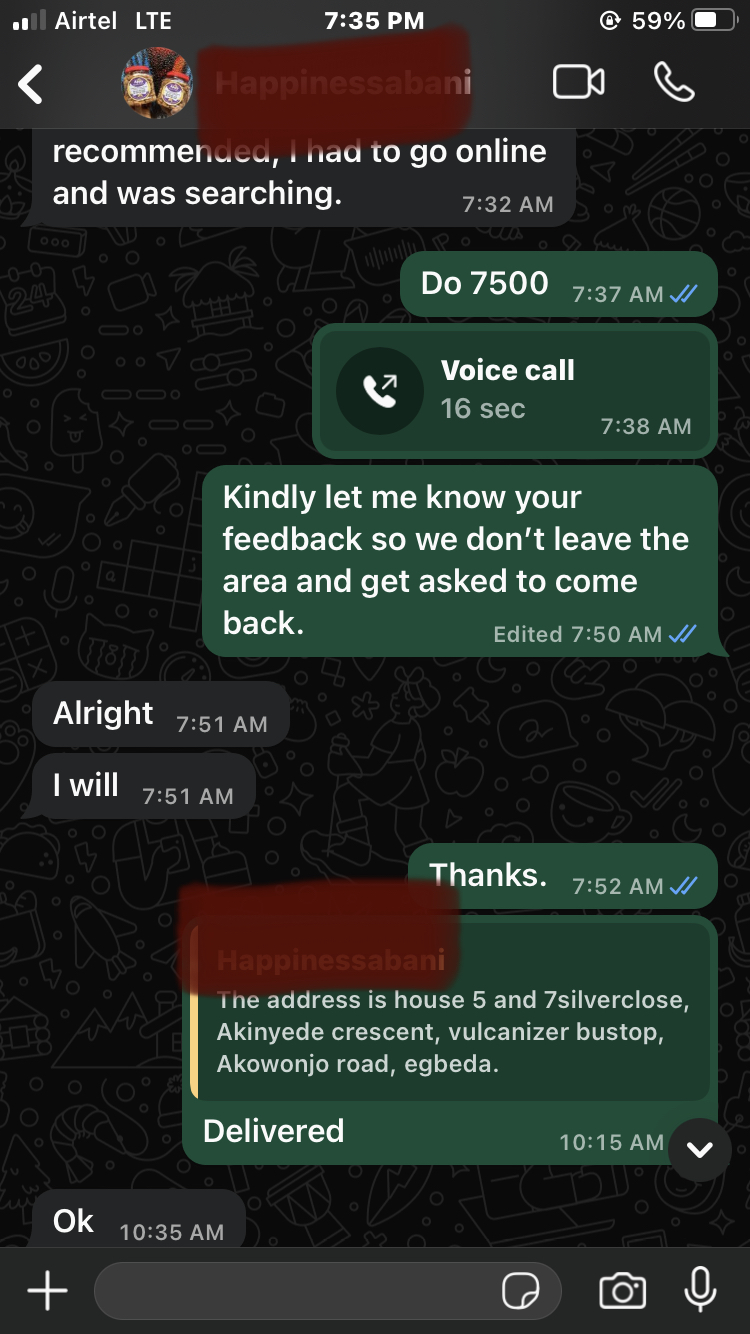 Airtel LTE 7:35 PM 59%
Happinessabani
recommended, I had to go online
and was searching.
7:32 AM
Do 7500
7:37 AM
Voice call
16 sec
7:38 AM
Kindly let me know your
feedback so we don’t leave the
area and get asked to come
back.
Edited 7:50 AM
Alright
7:51 AM
I will
7:51 AM
Thanks.
7:52 AM
Happinessabani
The address is house 5 and 7silverclose,
Akinyede crescent, vulcanizer bustop,
Akowonjo road, egbeda.
Delivered
10:15 AM
Ok
10:35 AM